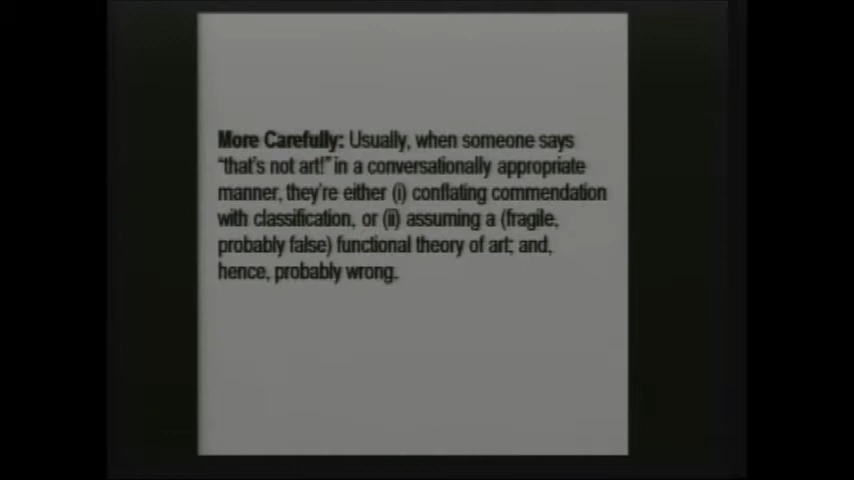 More Carefully: Usually, when someone says
“that’s not art!” in a conversationally appropriate
manner, they’re either (i) conflating commendation
with classification, or (ii) assuming a (fragile,
probably false) functional theory of art; and,
hence, probably wrong.